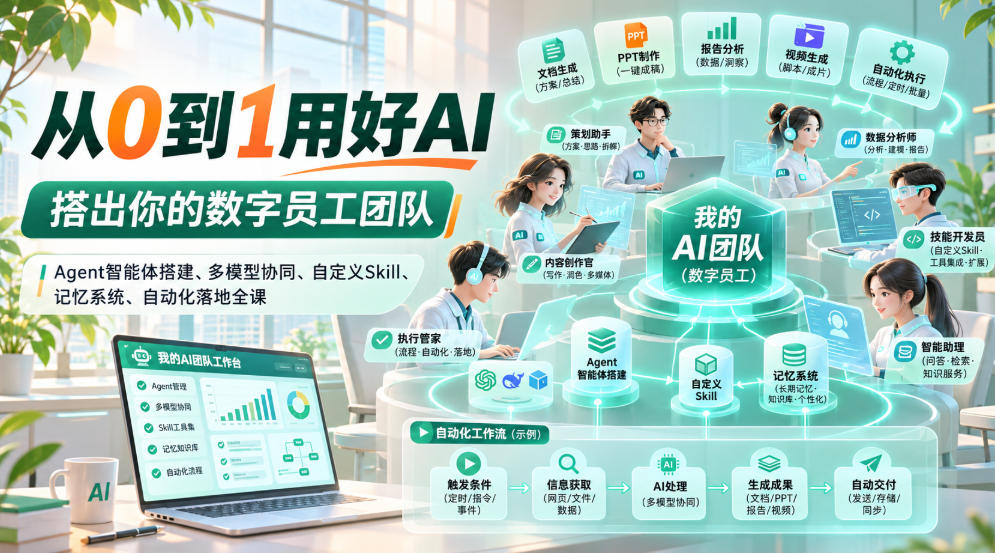 从0到1用好AI
搭出你的数字员工团队
Agent智能体搭建、多模型协同、自定义Skill、
记忆系统、自动化落地全课
文档生成
(方案/总结)
PPT
PPT制作
(一键成稿)
报告分析
(数据/洞察)
视频生成
(脚本/成片)
自动化执行
(流程/定时/批量)
策划助手
(方案·思路·拆解)
AI
数据分析师
(分析·建模·报告)
AI
内容创作官
(写作·润色·多媒体)
</>
技能开发员
(自定义Skill·
工具集成·扩展)
我的
AI团队
(数字员工)
执行管家
(流程·自动化·落地)
智能助理
(问答·检索·
知识服务)
Agent
智能体搭建
自定义
Skill
记忆系统
(长期记忆·
知识库·个性化)
我的AI团队工作台
Agent管理
多模型协同
Skill工具集
记忆知识库
自动化流程
AI
自动化工作流(示例)
触发条件
(定时/指令/
事件)
信息获取
(网页/文件/
数据)
AI
AI处理
(多模型协同)
生成成果
(文档/PPT/
报告/视频)
自动交付
(发送/存储/
同步)